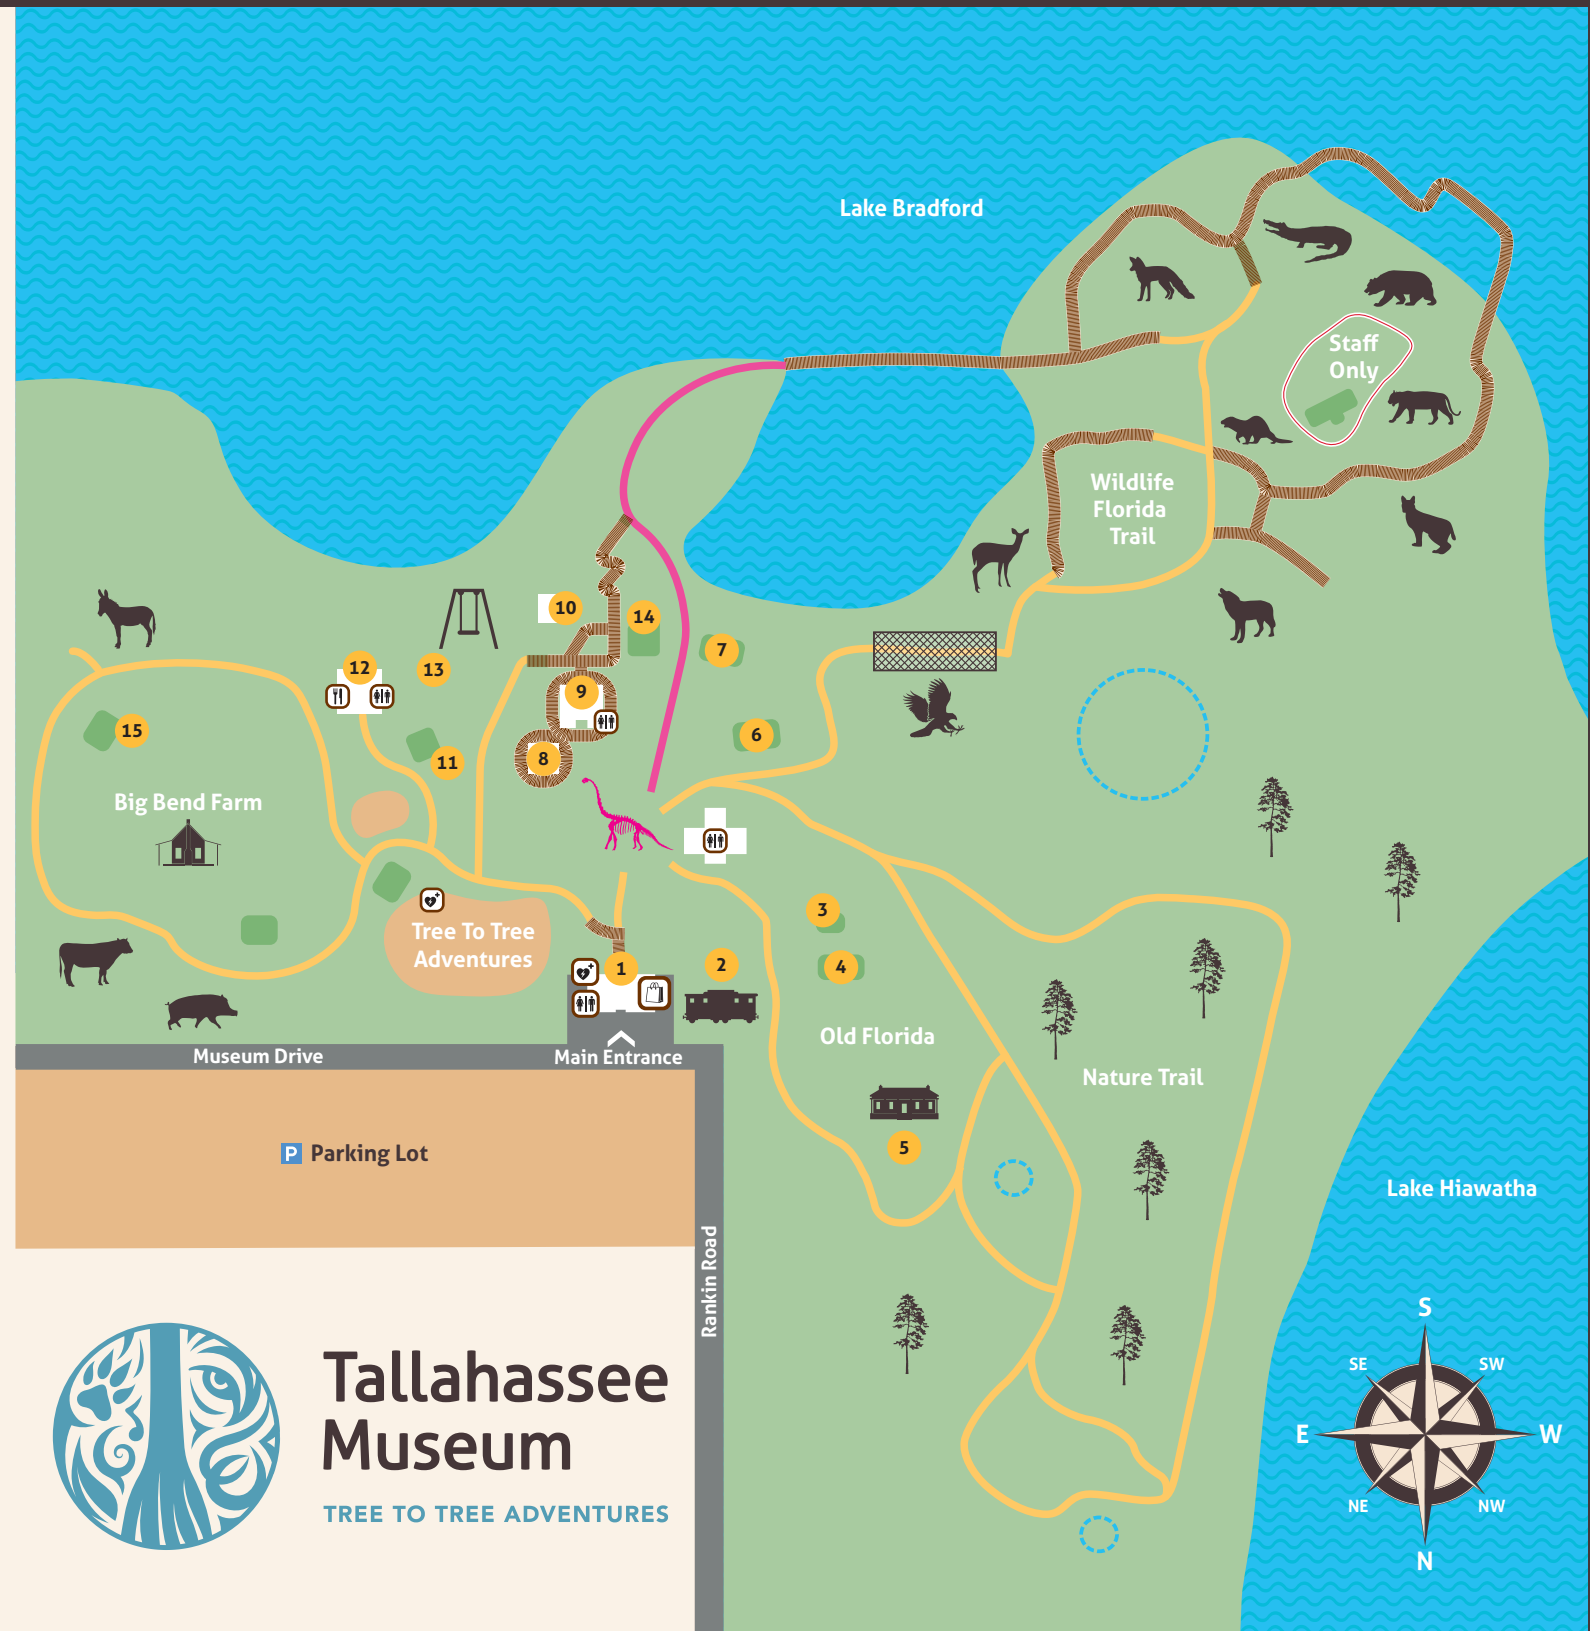 Lake Bradford
Staff
Only
Wildlife
Florida
Trail
10
14
7
12
13
9
15
6
11
8
Big Bend Farm
3
Tree To Tree
Adventures
1
2
4
Old Florida
Museum Drive
Main Entrance
Nature Trail
5
P Parking Lot
Lake Hiawatha
Rankin Road
S
SE
SW
E
W
NE
NW
N
Tallahassee
Museum
TREE TO TREE ADVENTURES